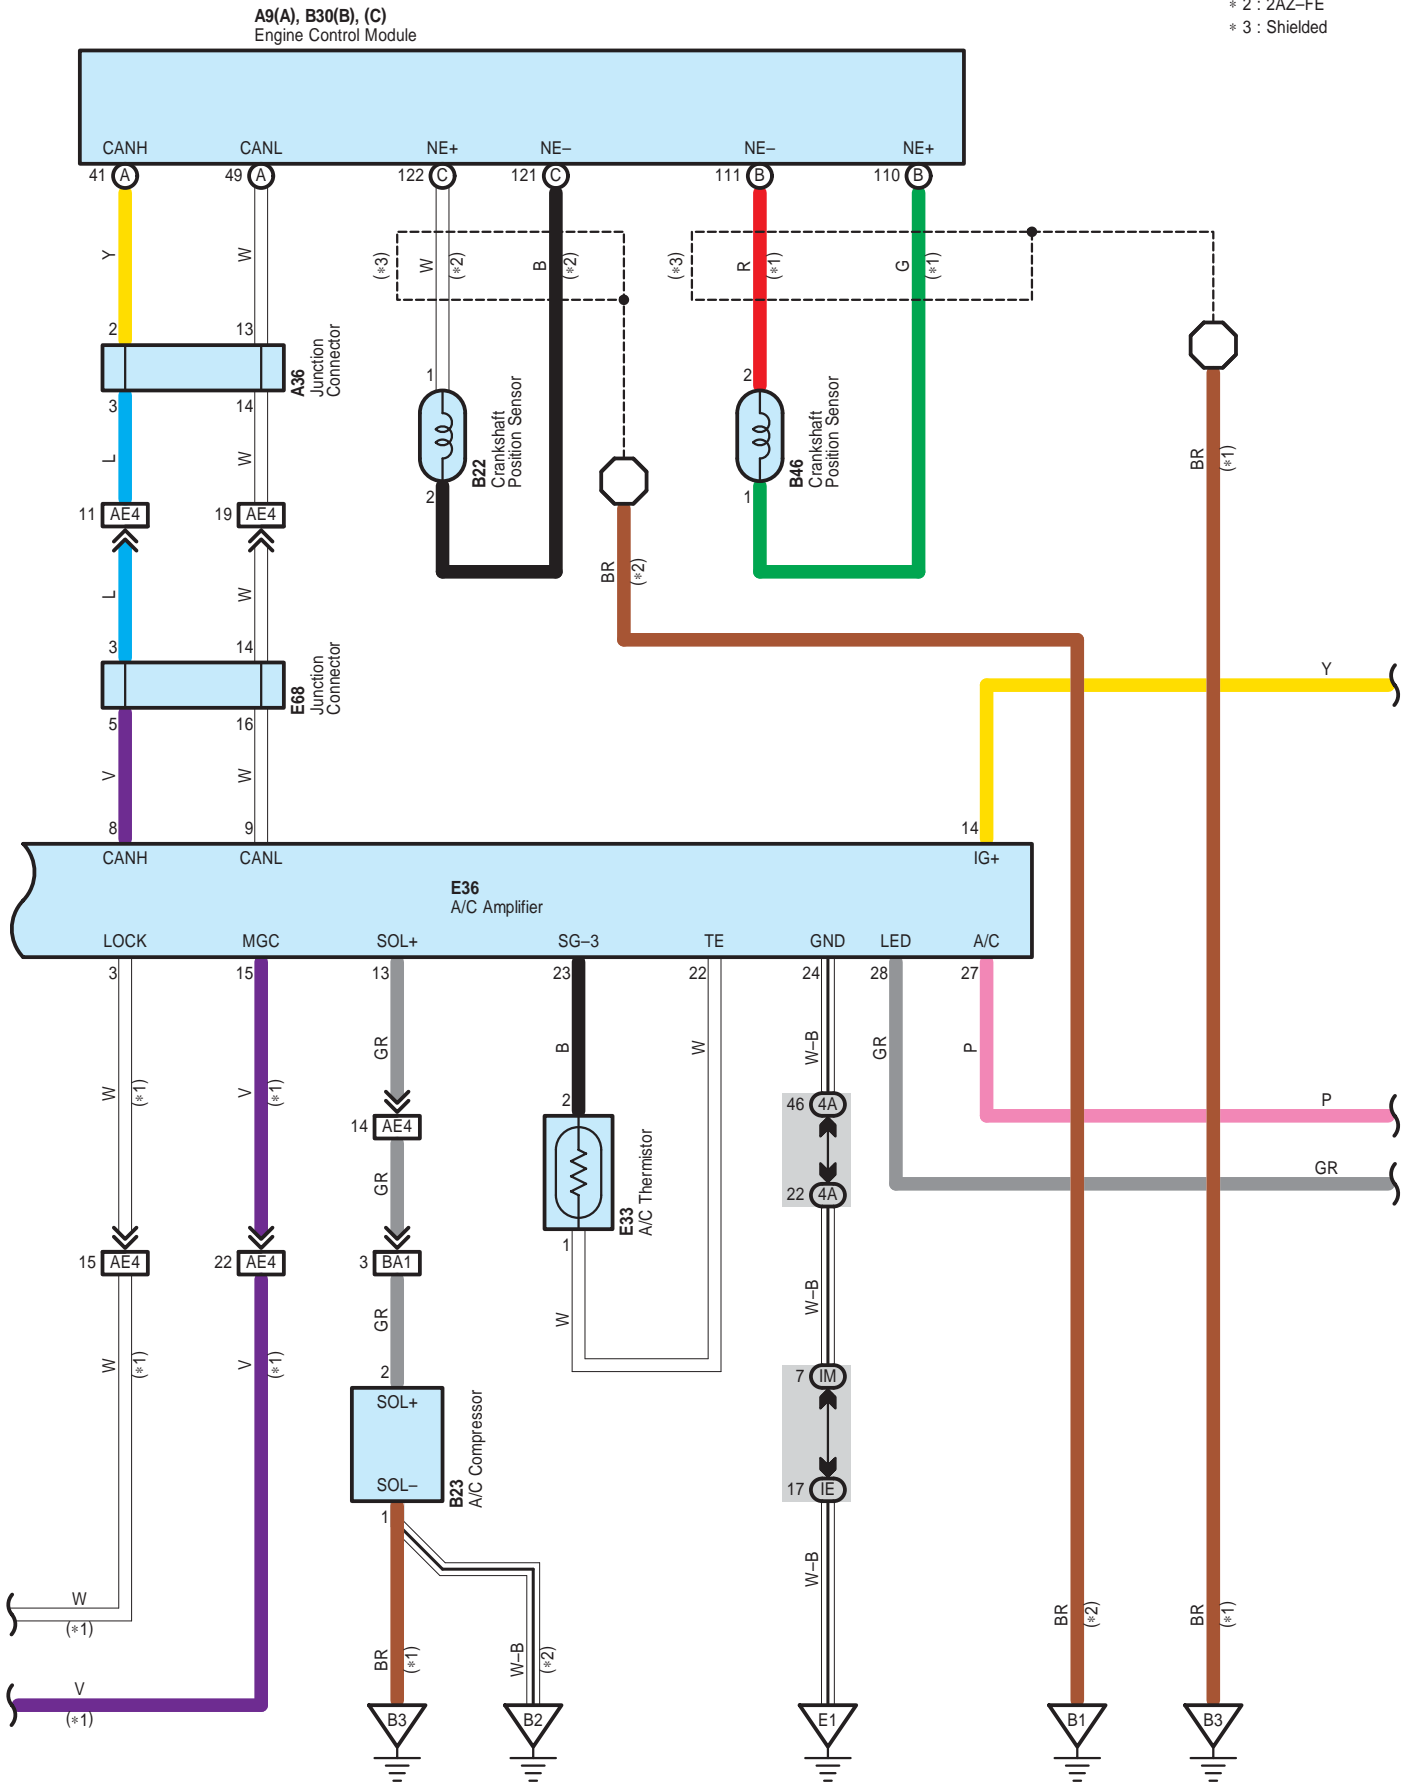 * 2 : 2AZ–FE
* 3 : Shielded
A9(A), B30(B), (C)
Engine Control Module
CANH CANL NE+ NE– NE– NE+
41 A 49 A 122 C 121 C 111 B 110 B
Y W (*3) W (*2) B (*2) (*3) R (*1) G (*1)
2 13
A36
Junction
Connector
3 14
1 2
B22
Crankshaft
Position Sensor
B46
Crankshaft
Position Sensor
2 1
L W
BR (*1)
11 AE4 19 AE4
L W BR (*2)
3 14
E68
Junction
Connector
5 16
Y
V W
8 9 14
CANH CANL IG+
E36
A/C Amplifier
LOCK MGC SOL+ SG–3 TE GND LED A/C
3 15 13 23 22 24 28 27
GR B W W–B GR P
W (*1) V (*1)
2 46 4A
P
14 AE4
GR
GR
22 4A
E33
A/C Thermistor
1
15 AE4 22 AE4 3 BA1
GR W W–B
W (*1) V (*1)
2 7 IM
SOL+
SOL–
B23
A/C Compressor
17 IE
1
W–B
W
(*1)
BR (*1) W–B (*2) BR (*2) BR (*1)
V
(*1)
B3 B2 E1 B1 B3